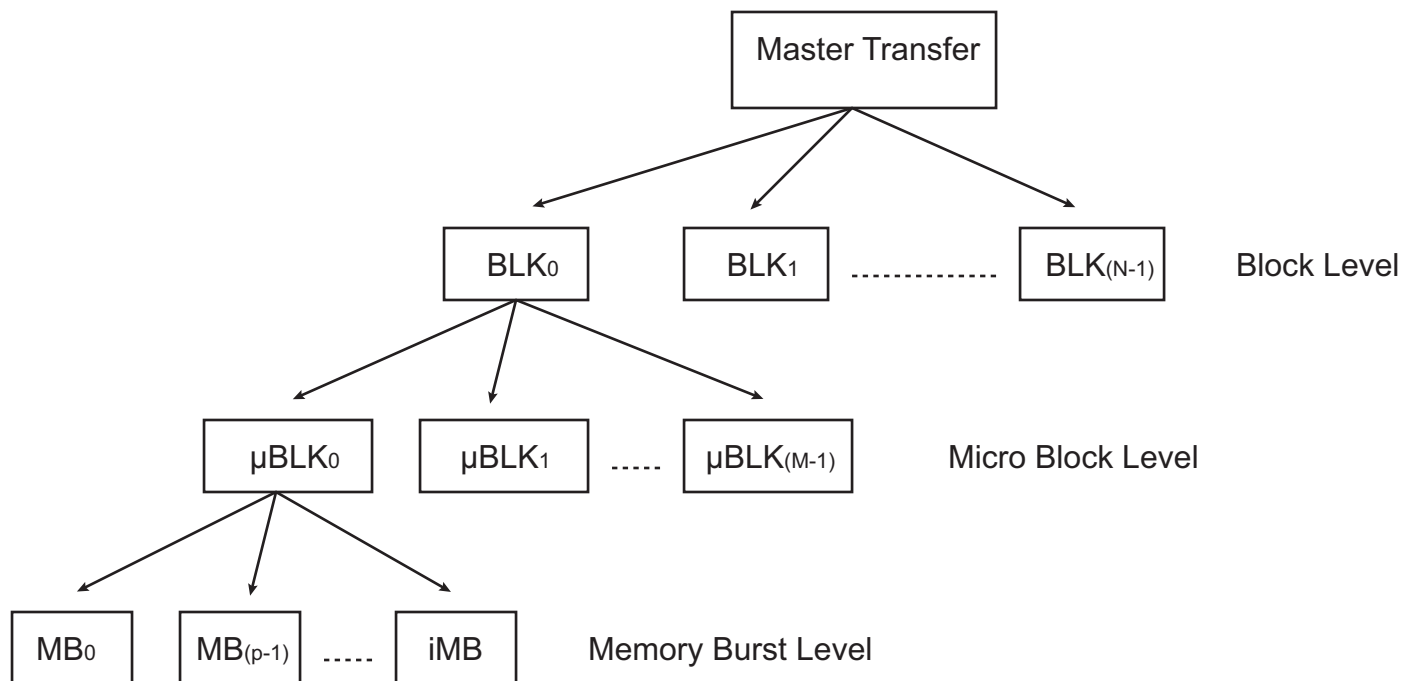 Master Transfer
BLK0 BLK1 BLK(N-1) Block Level
µBLK0 µBLK1 µBLK(M-1) Micro Block Level
MB0 MB(p-1) iMB Memory Burst Level